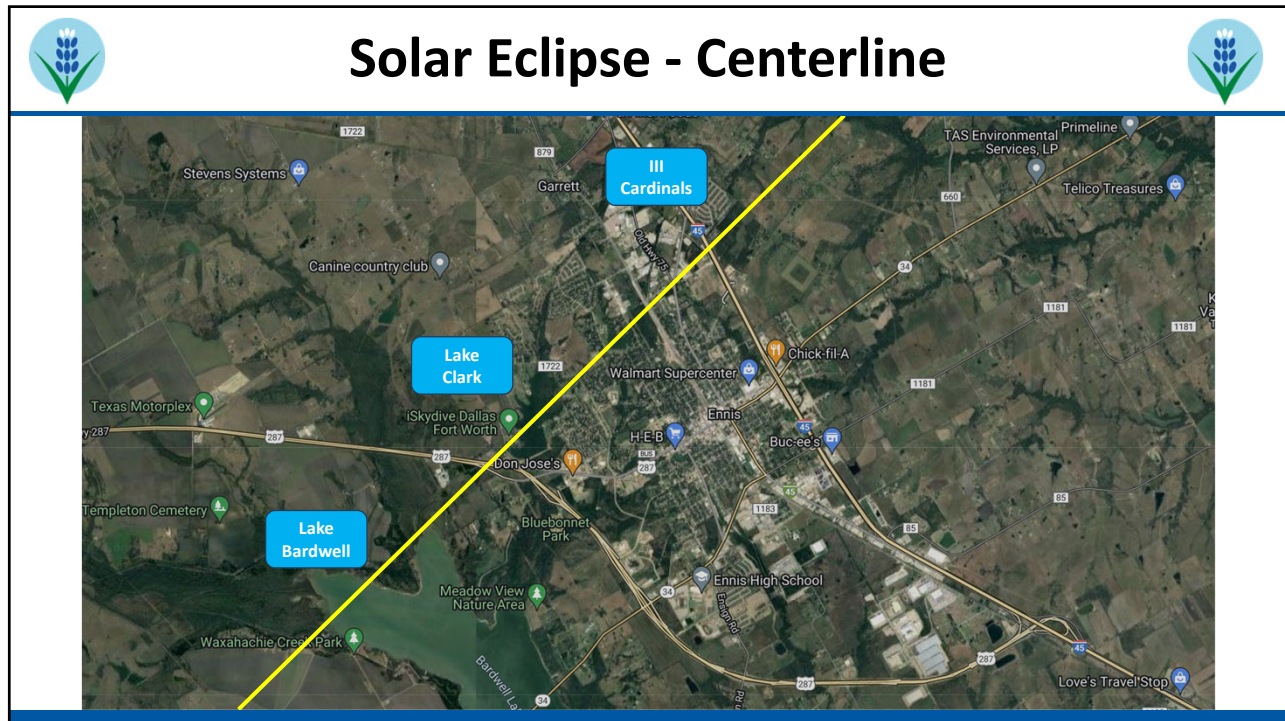 Solar Eclipse - Centerline
1722
879
III
Cardinals
Garrett
TAS Environmental
Services, LP
Primeline
Stevens Systems
Telico Treasures
660
45
Old Hwy 75
Canine country club
34
1181
1181
Lake
Clark
1722
Chick-fil-A
Walmart Supercenter
1181
Texas Motorplex
iSkydive Dallas
Fort Worth
Ennis
45
287
H-E-B
Buc-ee's
287
Don Jose's
BUS
287
45
85
Templeton Cemetery
Lake
Bardwell
Bluebonnet
Park
1183
85
Meadow View
Nature Area
Ennis High School
34
Ensign Rd
Waxahachie Creek Park
45
287
287
Love's Travel Stop
34